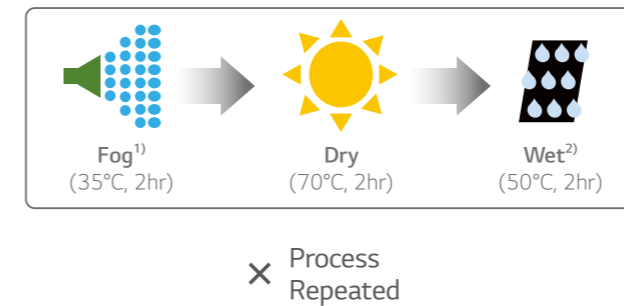 Fog1) Dry Wet2)
(35°C, 2hr) (70°C, 2hr) (50°C, 2hr)
× Process
Repeated